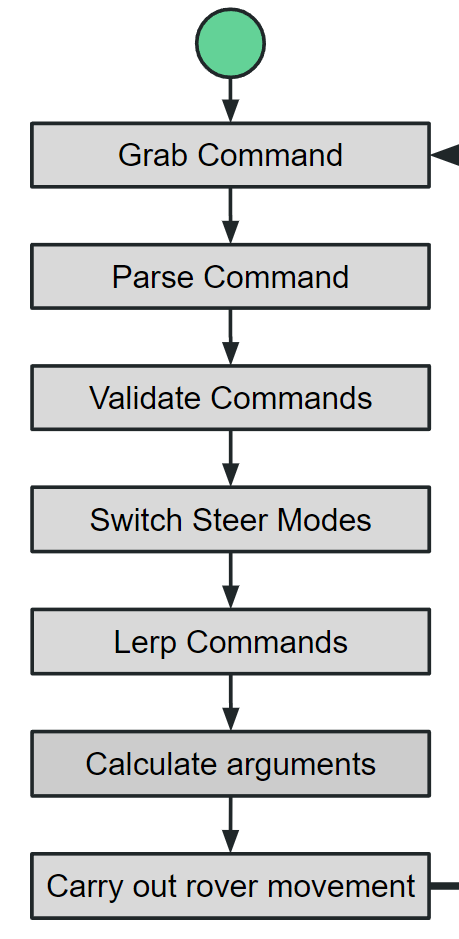 Grab Command
Parse Command
Validate Commands
Switch Steer Modes
Lerp Commands
Calculate arguments
Carry out rover movement